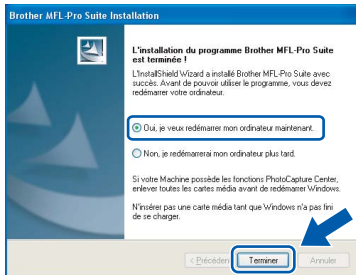 Brother MFL-Pro Suite Installation
L'installation du programme Brother MFL-Pro Suite
est terminée !
L'InstallShield Wizard a installé Brother MFL-Pro Suite avec
succès. Avant de pouvoir utiliser le programme, vous devez
redémarrer votre ordinateur.
Oui, je veux redémarrer mon ordinateur maintenant.
Non, je redémarrerai mon ordinateur plus tard.
Si votre Machine possède les fonctions PhotoCapture Center,
enlever toutes les cartes média avant de redémarrer Windows.
N'insérer pas une carte média tant que Windows n'a pas fini
de se charger.
< Précédent Terminer Annuler